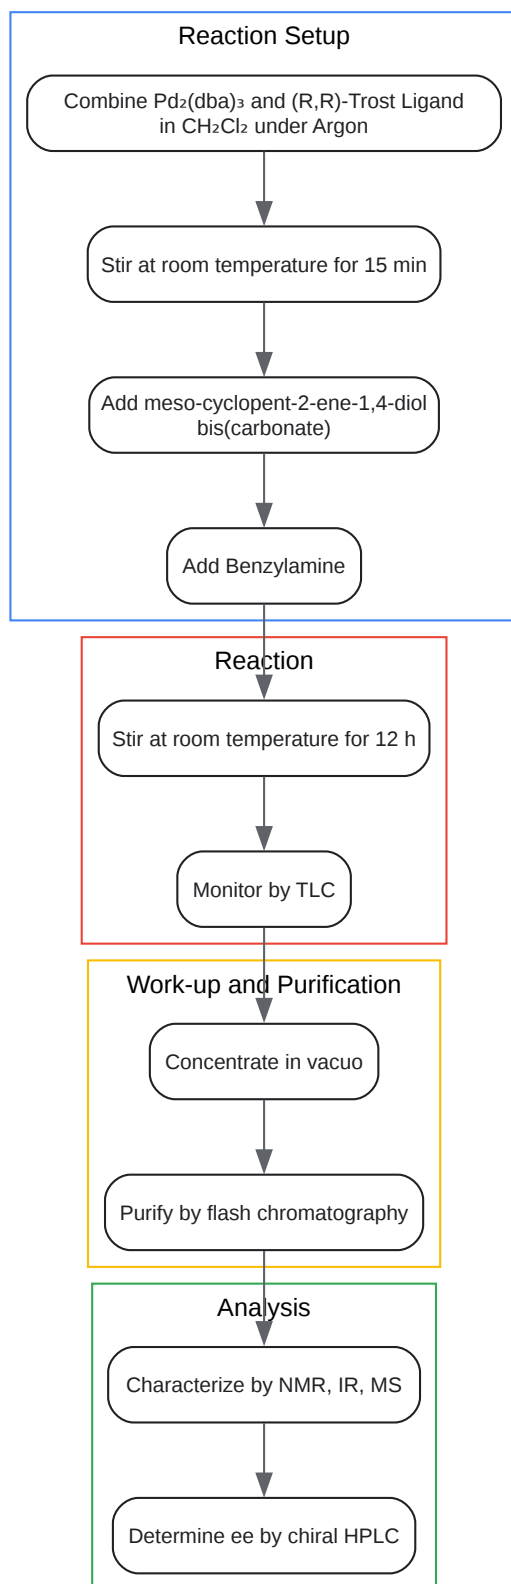 Reaction Setup
Combine Pd₂(dba)₃ and (R,R)-Trost Ligand
in CH₂Cl₂ under Argon
Stir at room temperature for 15 min
Add meso-cyclopent-2-ene-1,4-diol
bis(carbonate)
Add Benzylamine
Reaction
Stir at room temperature for 12 h
Monitor by TLC
Work-up and Purification
Concentrate in vacuo
Purify by flash chromatography
Analysis
Characterize by NMR, IR, MS
Determine ee by chiral HPLC